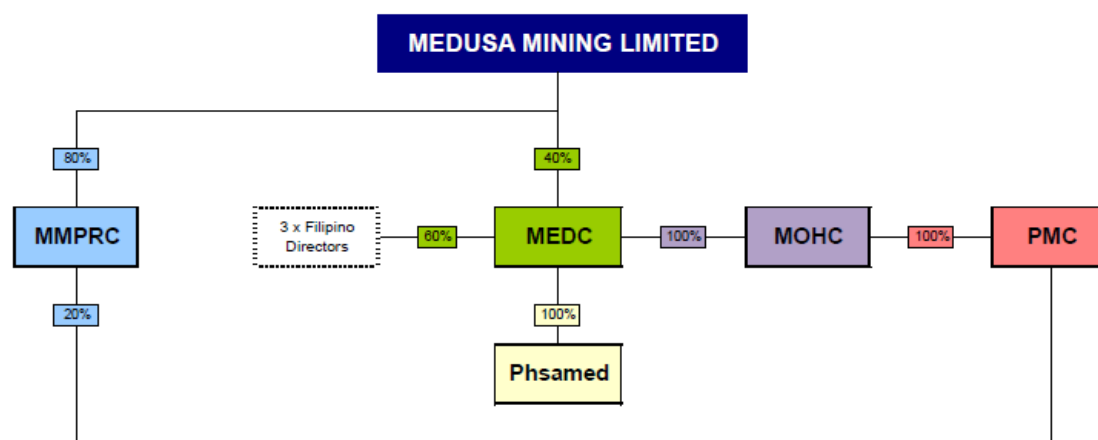 MEDUSA MINING LIMITED
80%
40%
MMPRC
3 x Filipino
Directors
60%
MEDC
100%
MOHC
100%
PMC
20%
100%
Phsamed